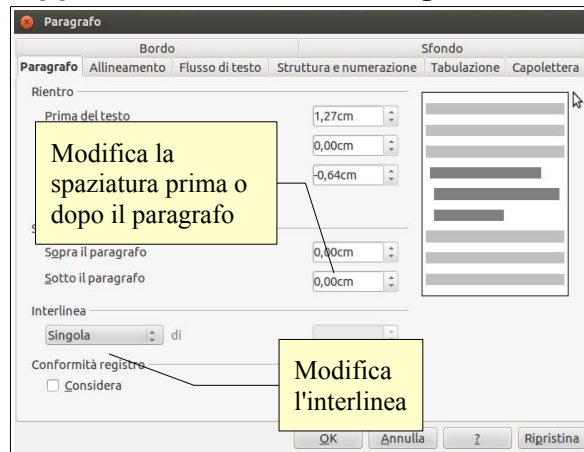 Paragrafo
Bordo
Sfondo
Paragrafo
Allineamento
Flusso di testo
Struttura e numerazione
Tabulazione
Capolettera
Rientro
Prima del testo
1,27cm
0,00cm
-0,64cm
Modifica la
spaziatura prima o
dopo il paragrafo
Sopra il paragrafo
0,00cm
Sotto il paragrafo
0,00cm
Interlinea
Singola
di
Conformità registro
Considera
Modifica
l'interlinea
OK
Annulla
?
Ripristina